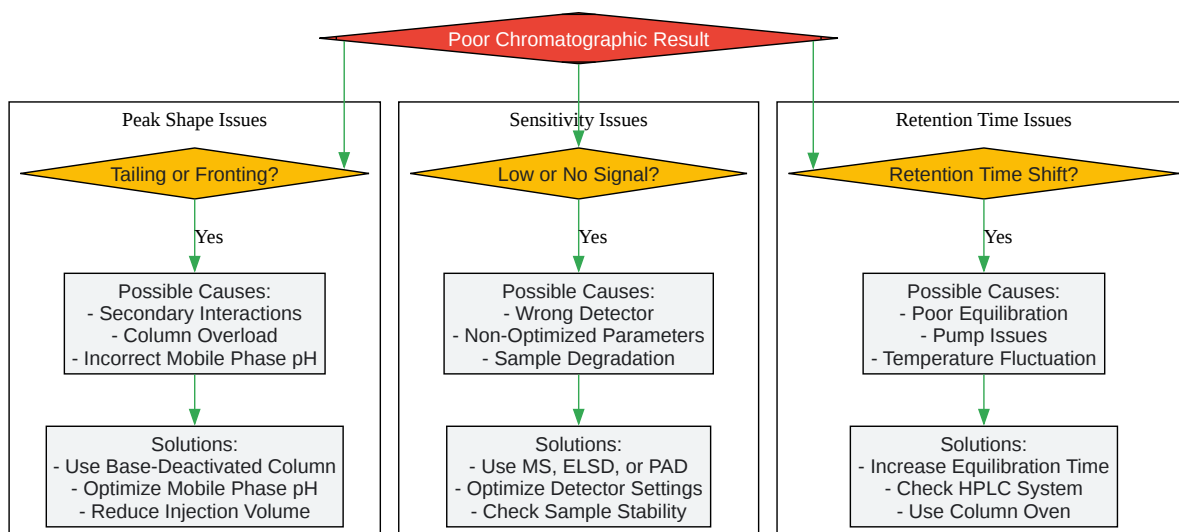 Poor Chromatographic Result
Peak Shape Issues
Tailing or Fronting?
Yes
Possible Causes:
- Secondary Interactions
- Column Overload
- Incorrect Mobile Phase pH
Solutions:
- Use Base-Deactivated Column
- Optimize Mobile Phase pH
- Reduce Injection Volume
Sensitivity Issues
Low or No Signal?
Yes
Possible Causes:
- Wrong Detector
- Non-Optimized Parameters
- Sample Degradation
Solutions:
- Use MS, ELSD, or PAD
- Optimize Detector Settings
- Check Sample Stability
Retention Time Issues
Retention Time Shift?
Yes
Possible Causes:
- Poor Equilibration
- Pump Issues
- Temperature Fluctuation
Solutions:
- Increase Equilibration Time
- Check HPLC System
- Use Column Oven